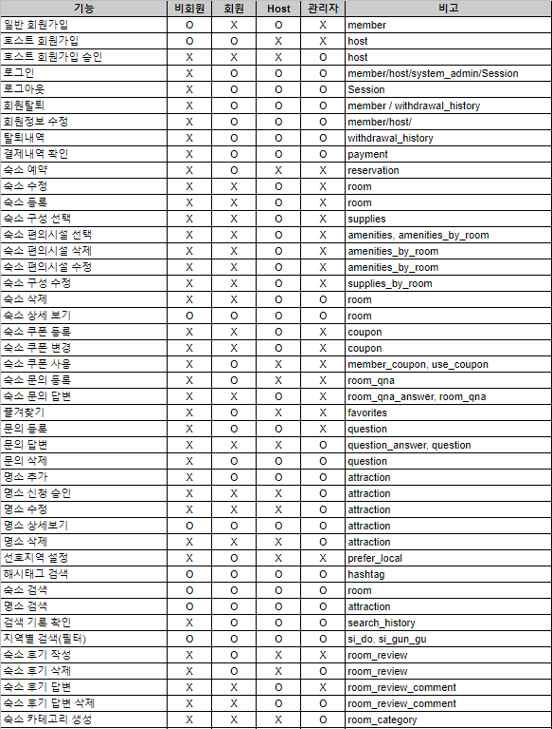 기능 비회원 회원 Host 관리자 비고
일반 회원가입 O X O X member
호스트 회원가입 O O X X host
호스트 회원가입 승인 X X X O host
로그인 X O O O member/host/system_admin/Session
로그아웃 X O O O Session
회원탈퇴 X O O O member / withdrawal_history
회원정보 수정 X O O O member/host/
탈퇴내역 X O O O withdrawal_history
결제내역 확인 X O O O payment
숙소 예약 X O X X reservation
숙소 수정 X X O X room
숙소 등록 X X O X room
숙소 구성 선택 X X O X supplies
숙소 편의시설 선택 X X O X amenities, amenities_by_room
숙소 편의시설 삭제 X X O X amenities_by_room
숙소 편의시설 수정 X X O X amenities_by_room
숙소 구성 수정 X X O X supplies_by_room
숙소 삭제 X X O O room
숙소 상세 보기 O O O O room
숙소 쿠폰 등록 X X O X coupon
숙소 쿠폰 변경 X X O X coupon
숙소 쿠폰 사용 X O X X member_coupon, use_coupon
숙소 문의 등록 X O X X room_qna
숙소 문의 답변 X X O X room_qna_answer, room_qna
즐겨찾기 X O X X favorites
문의 등록 X O O X question
문의 답변 X X X O question_answer, question
문의 삭제 X O O O question
명소 추가 X O O O attraction
명소 신청 승인 X X X O attraction
명소 수정 X X X O attraction
명소 상세보기 O O O O attraction
명소 삭제 X X X O attraction
선호지역 설정 X O X X prefer_local
해시태그 검색 O O O O hashtag
숙소 검색 O O O O room
명소 검색 O O O O attraction
검색 기록 확인 X O O O search_history
지역별 검색(필터) O O O O si_do, si_gun_gu
숙소 후기 작성 X O X X room_review
숙소 후기 삭제 X O X O room_review
숙소 후기 답변 X X O X room_review_comment
숙소 후기 답변 삭제 X X O O room_review_comment
숙소 카테고리 생성 X X X O room_category